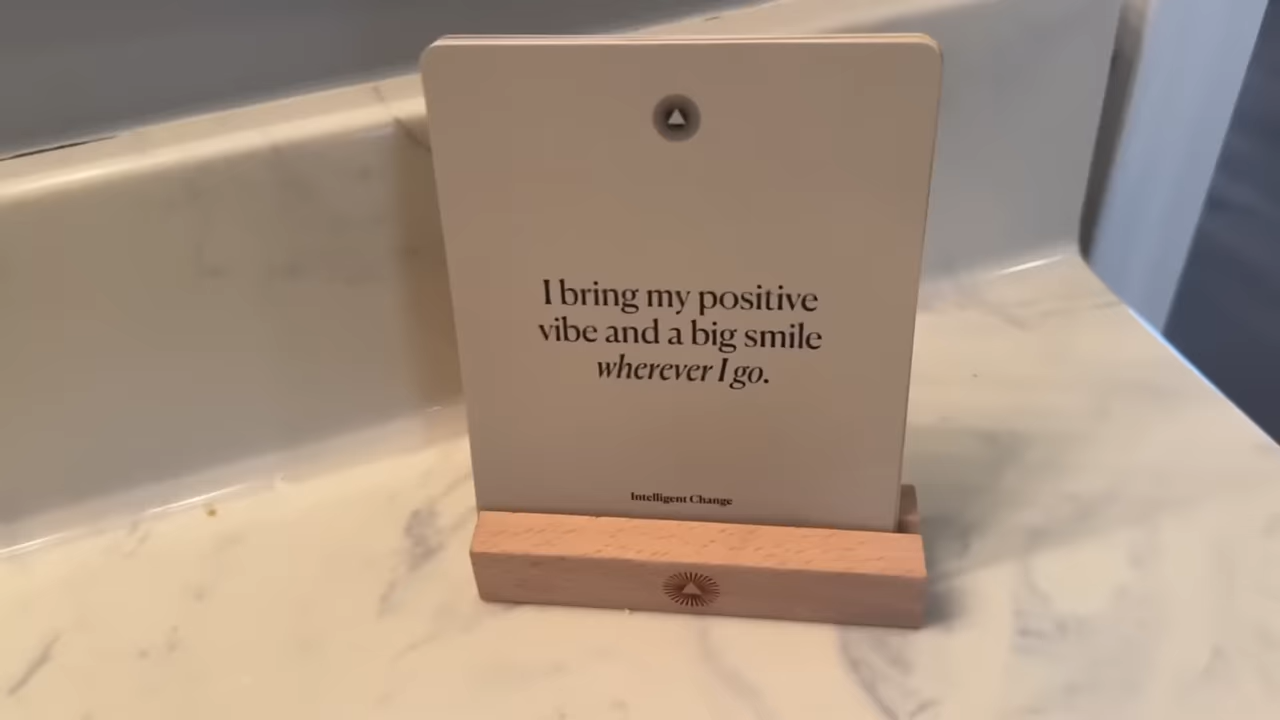 I bring my positive
vibe and a big smile
wherever I go.
Intelligent Change